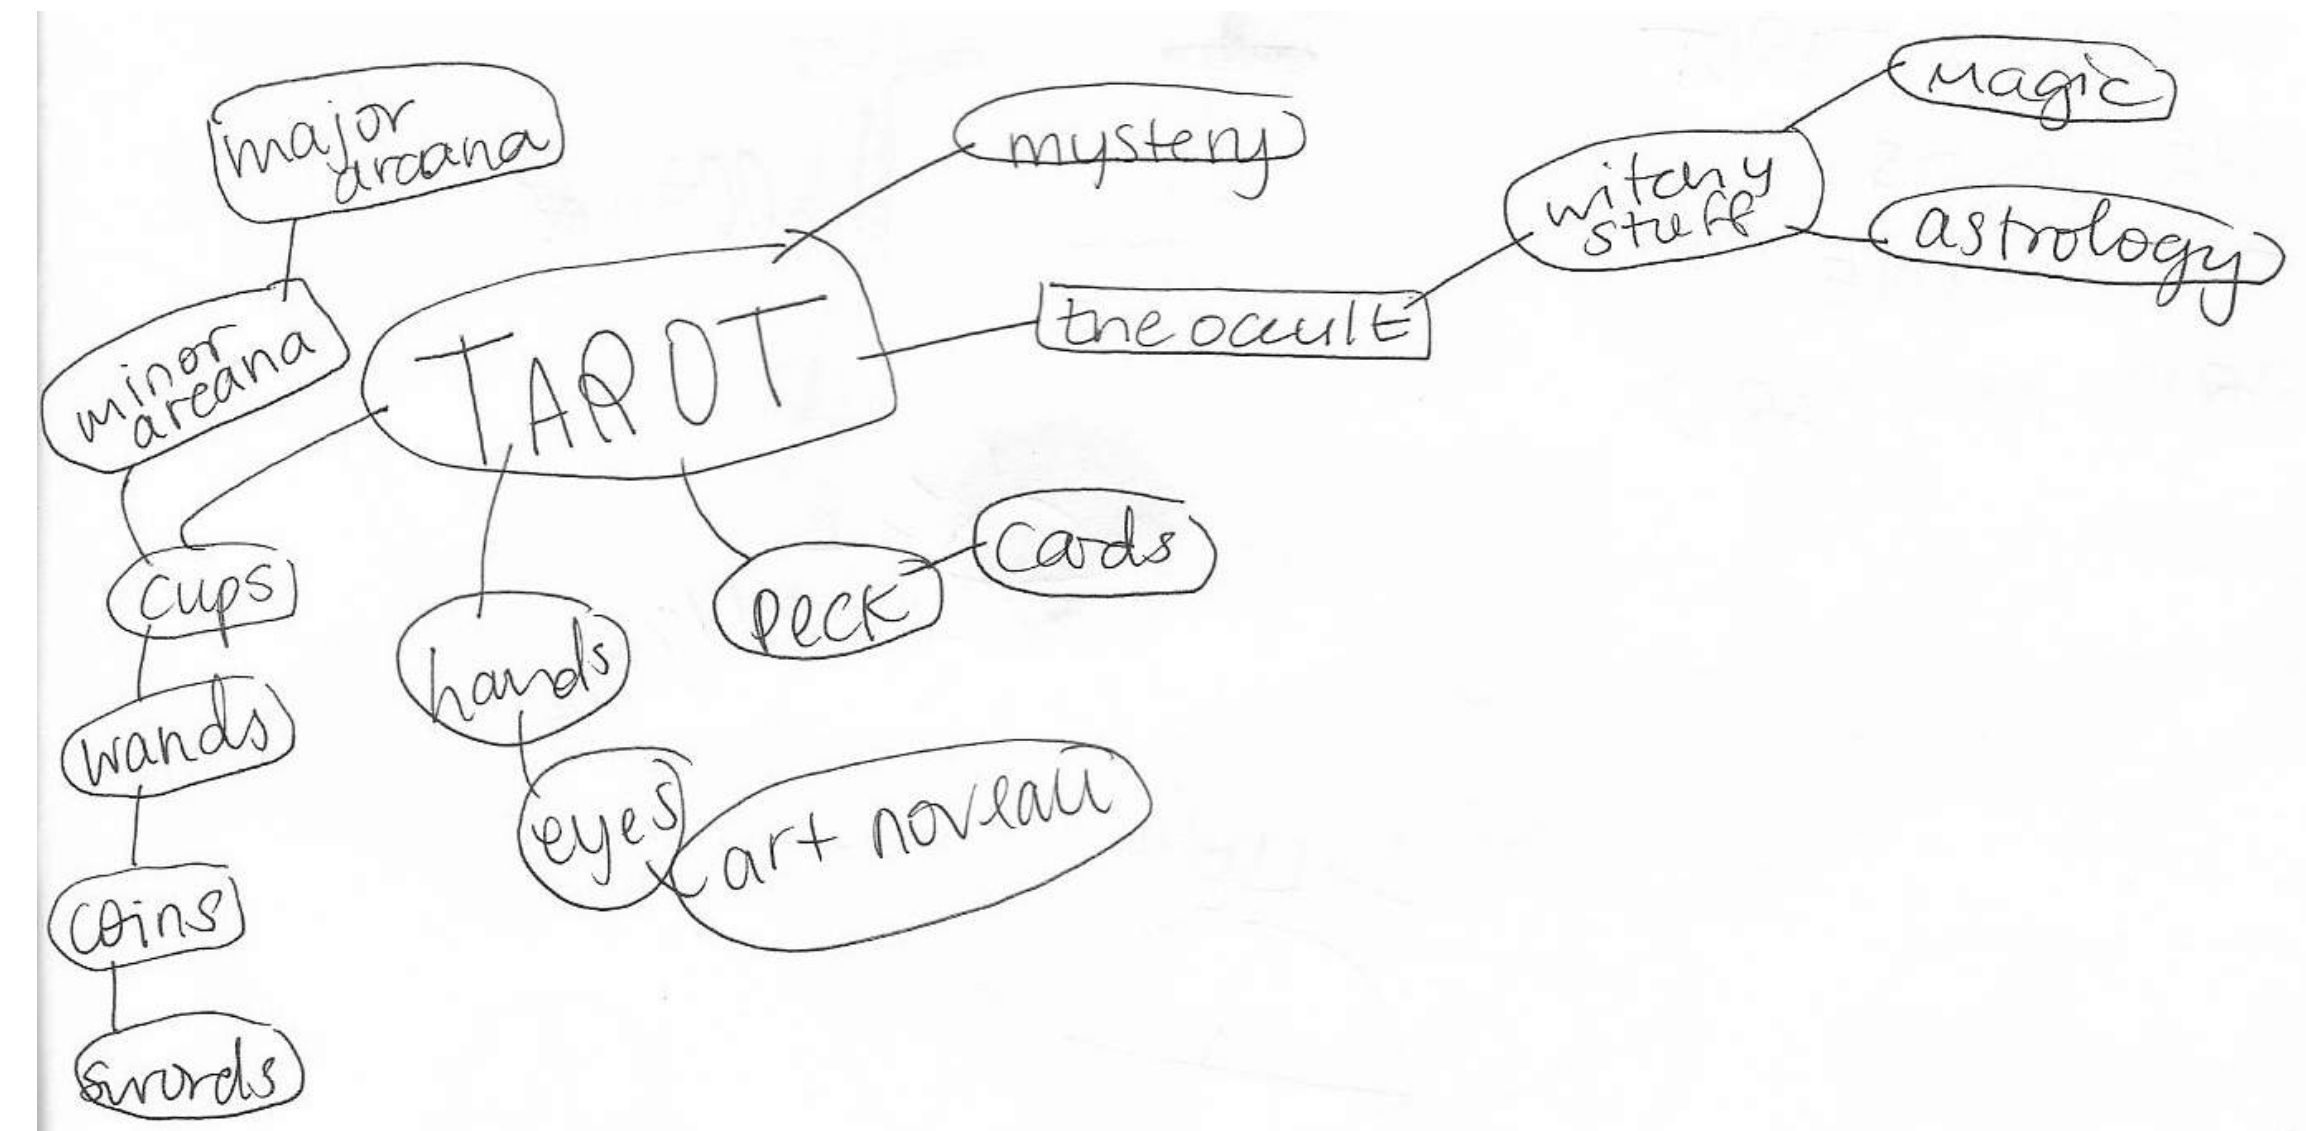 major
arcana
mystery
Magic
witchy
stuff
astrology
the occult
minor
arcana
TAROT
cards
cups
peck
hands
wands
eyes
art noveau
coins
swords